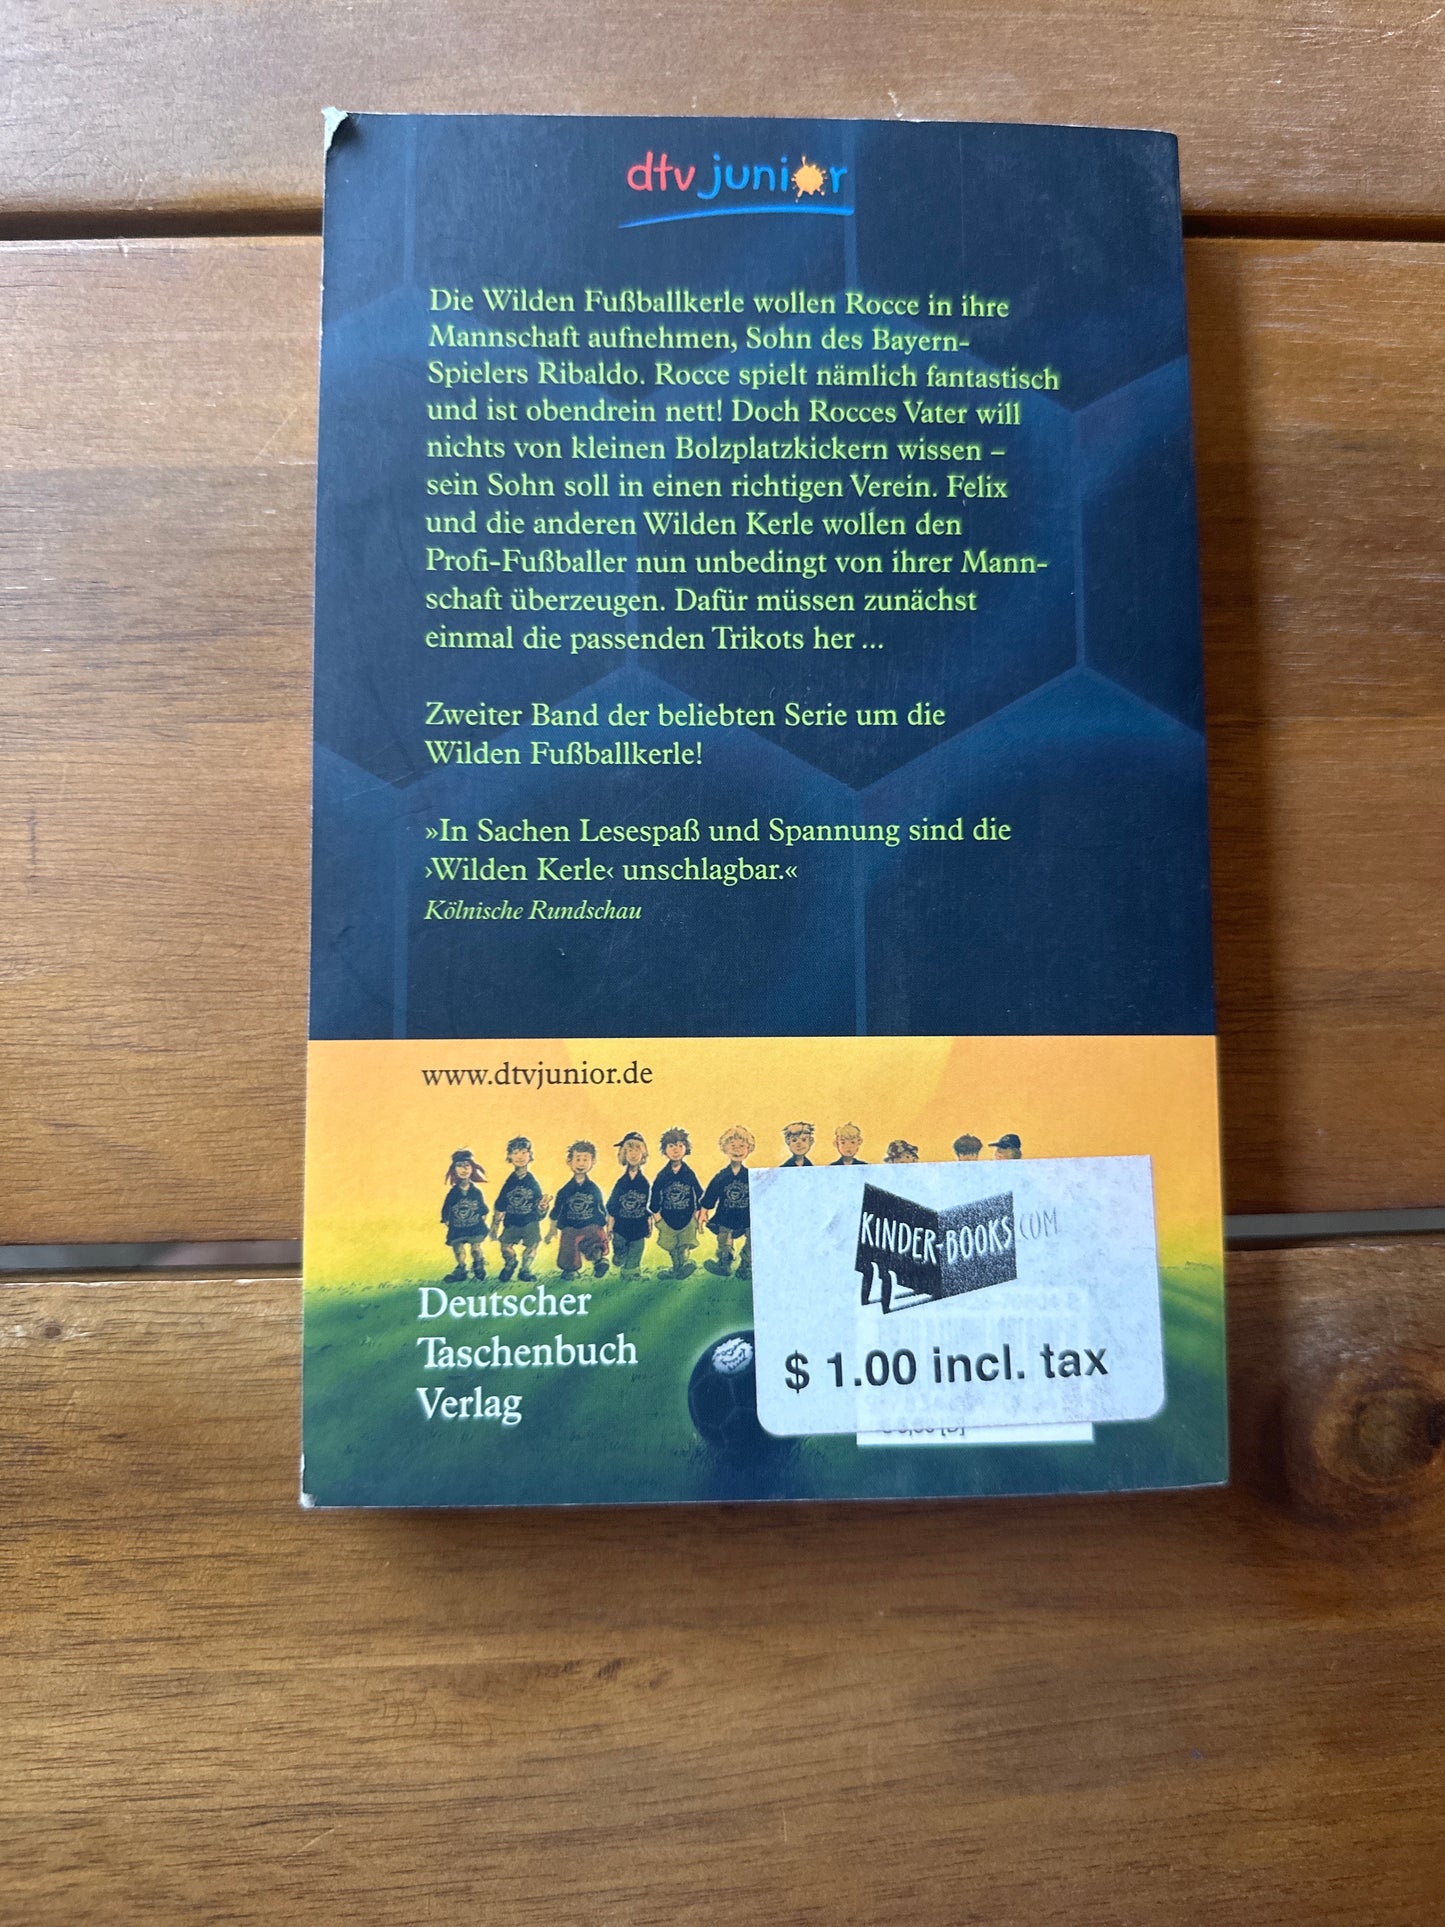 dtv junior
Die Wilden Fußballkerle wollen Rocce in ihre
Mannschaft aufnehmen, Sohn des Bayern-
Spielers Ribaldo. Rocce spielt nämlich fantastisch
und ist obendrein nett! Doch Rocces Vater will
nichts von kleinen Bolzplatzkickern wissen –
sein Sohn soll in einen richtigen Verein. Felix
und die anderen Wilden Kerle wollen den
Profi-Fußballer nun unbedingt von ihrer Mann-
schaft überzeugen. Dafür müssen zunächst
einmal die passenden Trikots her ...
Zweiter Band der beliebten Serie um die
Wilden Fußballkerle!
»In Sachen Lesespaß und Spannung sind die
›Wilden Kerle‹ unschlagbar.«
Kölnische Rundschau
www.dtvjunior.de
KINDER-BOOKS.COM
$ 1.00 incl. tax
Deutscher
Taschenbuch
Verlag